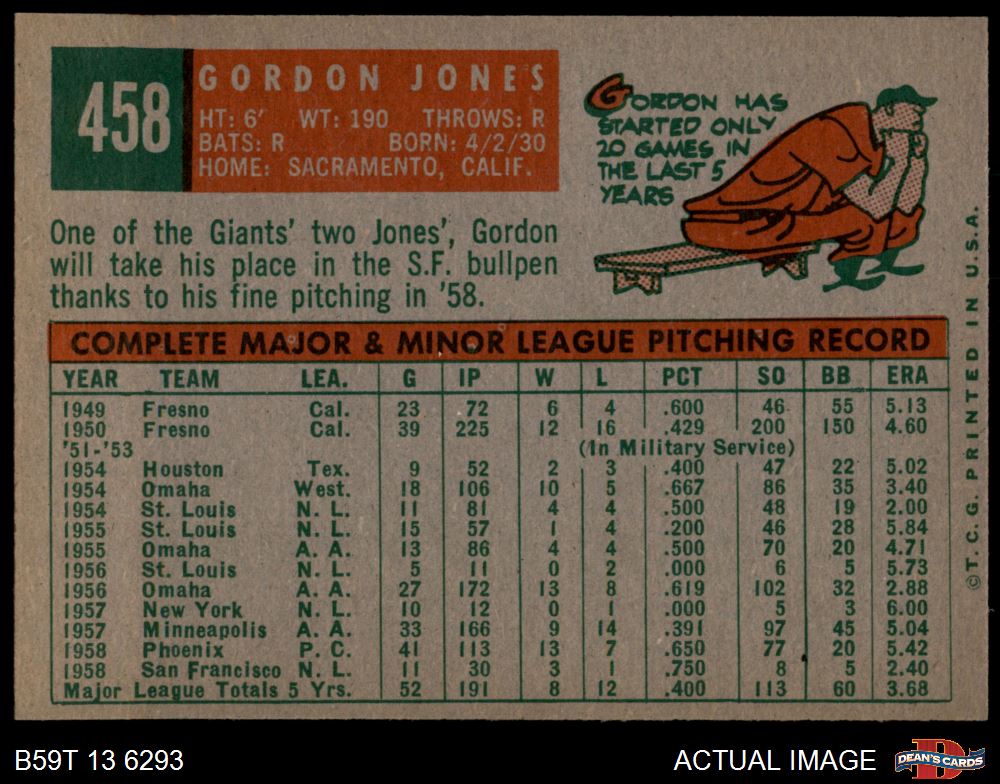 458
GORDON JONES
HT: 6' WT: 190 THROWS: R
BATS: R BORN: 4/2/30
HOME: SACRAMENTO, CALIF.
GORDON HAS
STARTED ONLY
20 GAMES IN
THE LAST 5
YEARS
One of the Giants' two Jones', Gordon
will take his place in the S.F. bullpen
thanks to his fine pitching in '58.
COMPLETE MAJOR & MINOR LEAGUE PITCHING RECORD
YEAR TEAM LEA. G IP W L PCT SO BB ERA
1949 Fresno Cal. 23 72 6 4 .600 46 55 5.13
1950 Fresno Cal. 39 225 12 16 .429 200 150 4.60
'51-'53 (In Military Service)
1954 Houston Tex. 9 52 2 3 .400 47 22 5.02
1954 Omaha West. 18 106 10 5 .667 86 35 3.40
1954 St. Louis N. L. 11 81 4 4 .500 48 19 2.00
1955 St. Louis N. L. 15 57 1 4 .200 46 28 5.84
1955 Omaha A. A. 13 86 4 4 .500 70 20 4.71
1956 St. Louis N. L. 5 11 0 2 .000 6 5 5.73
1956 Omaha A. A. 27 172 13 8 .619 102 32 2.88
1957 New York N. L. 10 12 0 1 .000 5 3 6.00
1957 Minneapolis A. A. 33 166 9 14 .391 97 45 5.04
1958 Phoenix P. C. 41 113 13 7 .650 77 20 5.42
1958 San Francisco N. L. 11 30 3 1 .750 8 5 2.40
Major League Totals 5 Yrs. 52 191 8 12 .400 113 60 3.68
© T. C. G. PRINTED IN U.S.A.
B59T 13 6293
ACTUAL IMAGE
DEAN'S CARDS